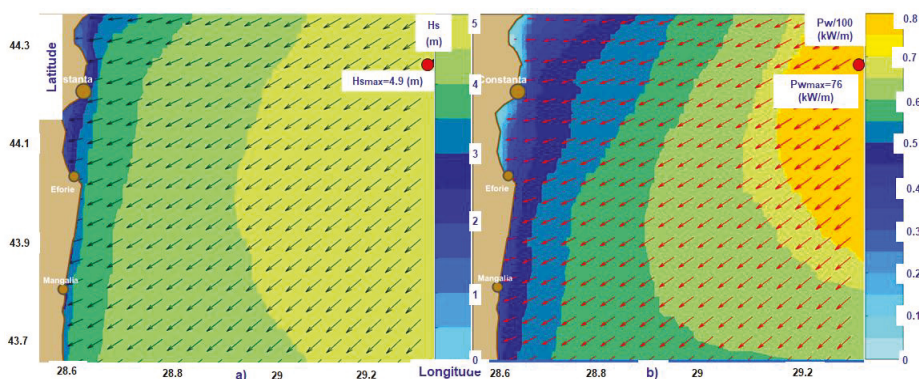 44.3
44.1
43.9
43.7
Latitude
onstanta
Eforie
Mangalia
Hs
(m)
Hsmax=4.9 (m)
28.6
28.8
29
29.2
a)
5
4
3
2
1
0
Longitude
Constanta
Eforie
Mangalia
Pw/100
(kW/m)
Pwmax=76
(kW/m)
28.6
28.8
29
29.2
b)
0.8
0.7
0.6
0.5
0.4
0.3
0.2
0.1
0